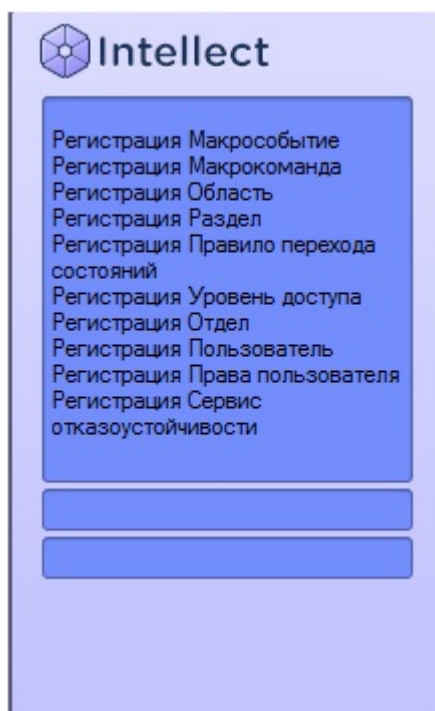 Intellect
Регистрация Макрособытие
Регистрация Макрокоманда
Регистрация Область
Регистрация Раздел
Регистрация Правило перехода
состояний
Регистрация Уровень доступа
Регистрация Отдел
Регистрация Пользователь
Регистрация Права пользователя
Регистрация Сервис
отказоустойчивости